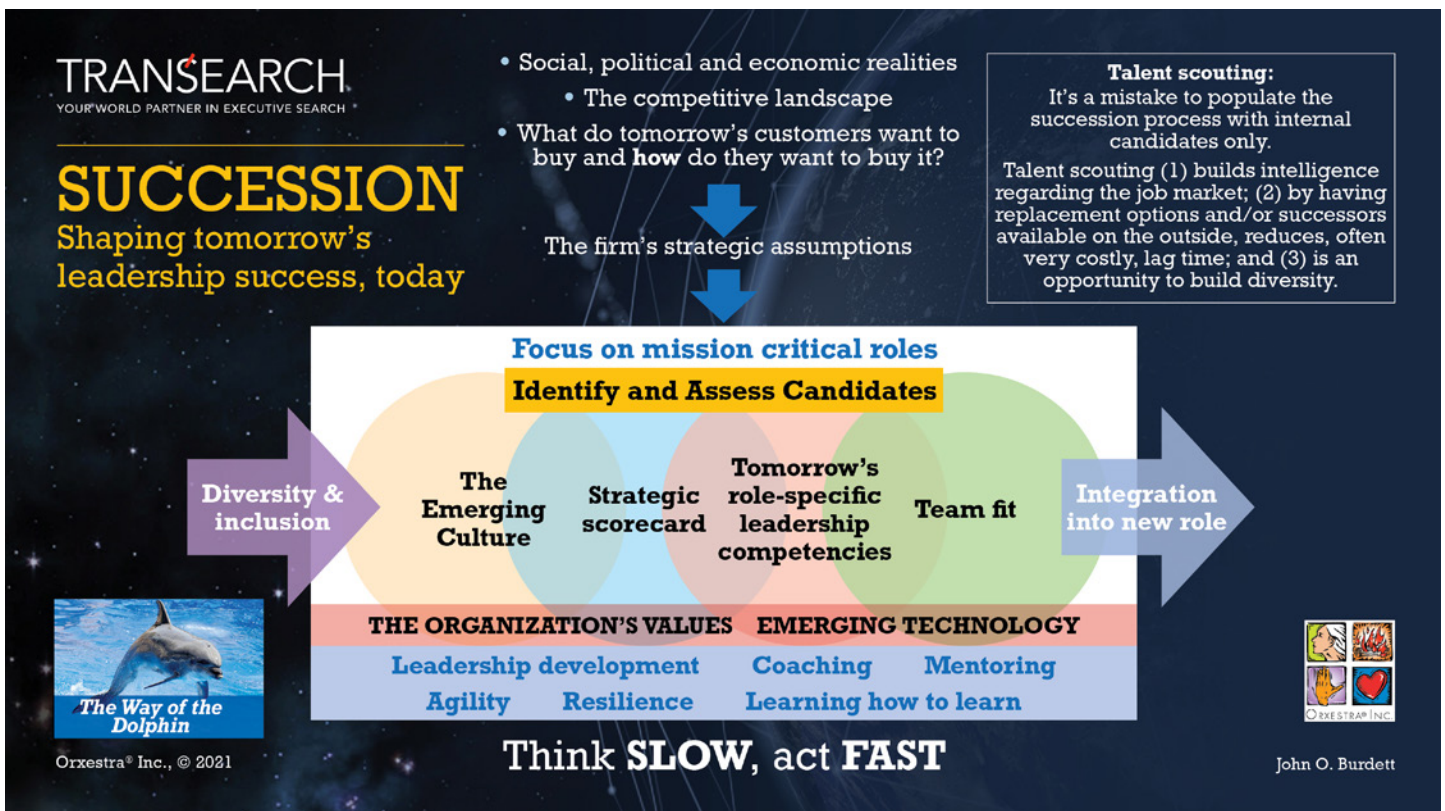 TRANSEARCH
YOUR WORLD PARTNER IN EXECUTIVE SEARCH
SUCCESSION
Shaping tomorrow's
leadership success, today
• Social, political and economic realities
• The competitive landscape
• What do tomorrow's customers want to
buy and how do they want to buy it?
The firm's strategic assumptions
Talent scouting:
It's a mistake to populate the
succession process with internal
candidates only.
Talent scouting (1) builds intelligence
regarding the job market; (2) by having
replacement options and/or successors
available on the outside, reduces, often
very costly, lag time; and (3) is an
opportunity to build diversity.
Focus on mission critical roles
Identify and Assess Candidates
Diversity &
inclusion
The
Emerging
Culture
Strategic
scorecard
Tomorrow's
role-specific
leadership
competencies
Team fit
Integration
into new role
THE ORGANIZATION'S VALUES EMERGING TECHNOLOGY
Leadership development Coaching Mentoring
Agility Resilience Learning how to learn
The Way of the
Dolphin
Orxestra® Inc., © 2021
Think SLOW, act FAST
ORXESTRA® INC.
John O. Burdett